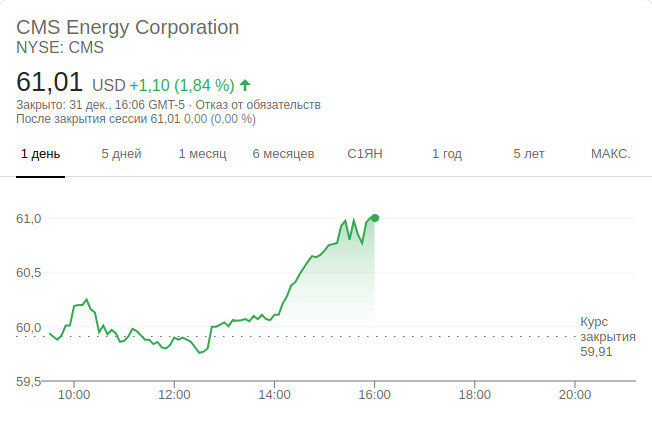 CMS Energy Corporation
NYSE: CMS
61,01 USD +1,10 (1,84 %)
Закрыто: 31 дек., 16:06 GMT-5 · Отказ от обязательств
После закрытия сессии 61,01 0,00 (0,00 %)
1 день 5 дней 1 месяц 6 месяцев С1ЯН 1 год 5 лет МАКС.
61,0
60,5
60,0
Курс
закрытия
59,91
59,5
10:00 12:00 14:00 16:00 18:00 20:00